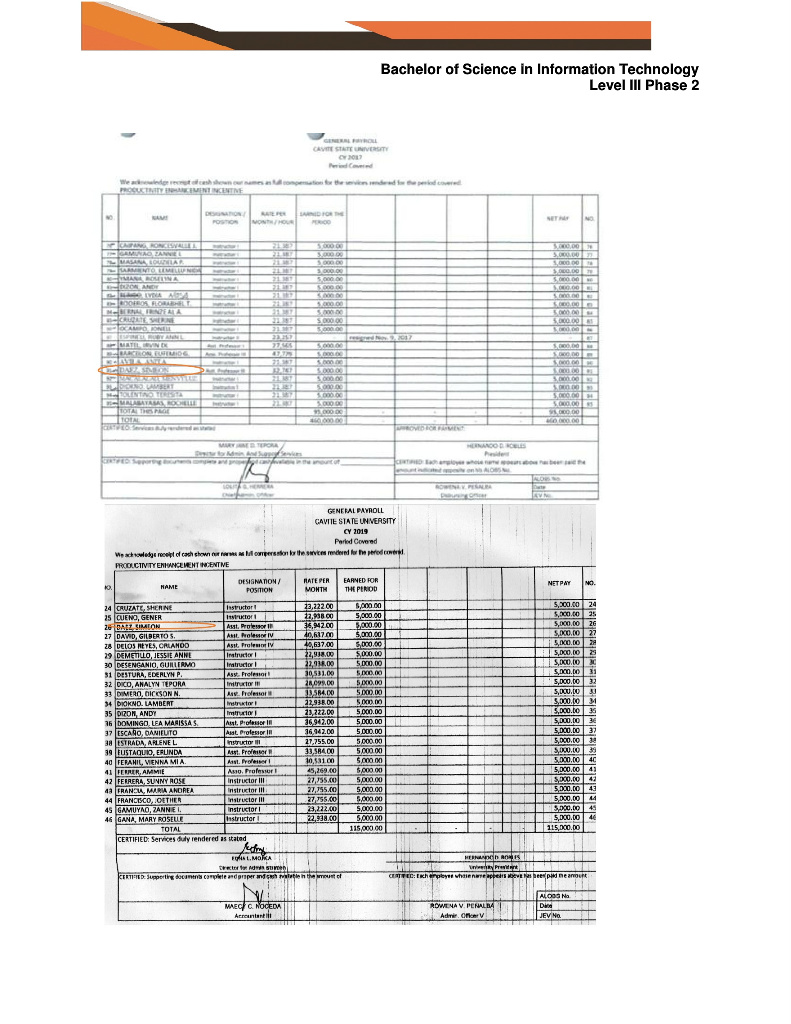 Bachelor of Science in Information Technology
Level III Phase 2
GENERAL PAYROLL
CAVITE STATE UNIVERSITY
CY 2017
Period Covered
We acknowledge receipt of cash shown our names as full compensation for the services rendered for the period covered.
PRODUCTIVITY ENHANCEMENT INCENTIVE
NO. NAME DESIGNATION / POSITION RATE PER MONTH / HOUR EARNED FOR THE PERIOD NET PAY NO.
CAIPANG, RONCESVALLE J. Instructor I 21,387 5,000.00 5,000.00 76
GAMUYAO, ZANNIE I. Instructor I 21,387 5,000.00 5,000.00 77
MASANA, LOUZIELA P. Instructor I 21,387 5,000.00 5,000.00 78
SARMIENTO, Instructor I 21,387 5,000.00 5,000.00 79
ROSELYN A. Instructor I 21,387 5,000.00 5,000.00 80
DIZON, ANDY Instructor I 21,387 5,000.00 5,000.00 81
LYDIA Instructor I 21,387 5,000.00 5,000.00 82
RODEROS, FLORABHEL T. Instructor I 21,387 5,000.00 5,000.00 83
BERNAL, FRINZE AL A. Instructor I 21,387 5,000.00 5,000.00 84
CRUZATE, SHERINE Instructor I 21,387 5,000.00 5,000.00 85
OCAMPO, JONELL Instructor I 21,387 5,000.00 5,000.00 86
RUBY ANN L. Instructor I 23,257 resigned Nov. 9, 2017 87
MATEL, IRVIN DL Asst. Professor I 27,565 5,000.00 5,000.00 88
BARCELON, EUFEMIO G. 47,779 5,000.00 5,000.00 89
AVILA, ANITA Instructor I 21,387 5,000.00 5,000.00 90
DAEZ, SIMEON Asst. Professor III 32,747 5,000.00 5,000.00 91
Instructor I 21,387 5,000.00 5,000.00 92
DIOKNO, LAMBERT Instructor I 21,387 5,000.00 5,000.00 93
TOLENTINO, TERESITA Instructor I 21,387 5,000.00 5,000.00 94
MALABAYABAS, ROCHELLE Instructor I 21,387 5,000.00 5,000.00 95
TOTAL THIS PAGE 95,000.00 - - - - 95,000.00
TOTAL 460,000.00 - - - - 460,000.00
CERTIFIED: Services duly rendered as stated APPROVED FOR PAYMENT:
MARY JANE D. TEPORA HERNANDO D. ROBLES
Director for Admin. And Support Services President
CERTIFIED: Supporting documents complete and proper and cash available in the amount of CERTIFIED: Each employee whose name appears above has been paid the
amount indicated opposite on his ALOBS No.
ALOBS No.
LOLITA G. HERRERA ROWENA V. PEÑALBA Date
Chief Admin. Officer Disbursing Officer JEV No.
GENERAL PAYROLL
CAVITE STATE UNIVERSITY
CY 2019
Period Covered
We acknowledge receipt of cash shown our names as full compensation for the services rendered for the period covered.
PRODUCTIVITY ENHANCEMENT INCENTIVE
NO. NAME DESIGNATION / POSITION RATE PER MONTH EARNED FOR THE PERIOD NET PAY NO.
24 CRUZATE, SHERINE Instructor I 23,222.00 5,000.00 5,000.00 24
25 CUENO, GENER Instructor I 22,938.00 5,000.00 5,000.00 25
26 DAEZ, SIMEON Asst. Professor III 36,942.00 5,000.00 5,000.00 26
27 DAVID, GILBERTO S. Asst. Professor IV 40,637.00 5,000.00 5,000.00 27
28 DELOS REYES, ORLANDO Asst. Professor IV 40,637.00 5,000.00 5,000.00 28
29 DEMETILLO, JESSIE ANNE Instructor I 22,938.00 5,000.00 5,000.00 29
30 DESENGANIO, GUILLERMO Instructor I 22,938.00 5,000.00 5,000.00 30
31 DESTURA, EDERLYN P. Asst. Professor I 30,531.00 5,000.00 5,000.00 31
32 DICO, ANALYN TEPORA Instructor III 28,099.00 5,000.00 5,000.00 32
33 DIMERO, DICKSON N. Asst. Professor II 33,584.00 5,000.00 5,000.00 33
34 DIOKNO, LAMBERT Instructor I 22,938.00 5,000.00 5,000.00 34
35 DIZON, ANDY Instructor I 23,222.00 5,000.00 5,000.00 35
36 DOMINGO, LEA MARISSA S. Asst. Professor III 36,942.00 5,000.00 5,000.00 36
37 ESCAÑO, DANIELITO Asst. Professor III 36,942.00 5,000.00 5,000.00 37
38 ESTRADA, ARLENE L. Instructor III 27,755.00 5,000.00 5,000.00 38
39 EUSTAQUIO, ERLINDA Asst. Professor II 33,584.00 5,000.00 5,000.00 39
40 FERANIL, VIENNA MI A. Asst. Professor I 30,531.00 5,000.00 5,000.00 40
41 FERRER, AMMIE Asso. Professor I 45,269.00 5,000.00 5,000.00 41
42 FERRERA, SUNNY ROSE Instructor III 27,755.00 5,000.00 5,000.00 42
43 FRANCIA, MARIA ANDREA Instructor III 27,755.00 5,000.00 5,000.00 43
44 FRANCISCO, JOETHER Instructor III 27,755.00 5,000.00 5,000.00 44
45 GAMUYAO, ZANNIE I. Instructor I 23,222.00 5,000.00 5,000.00 45
46 GANA, MARY ROSELLE Instructor I 22,938.00 5,000.00 5,000.00 46
TOTAL 115,000.00 - - - 115,000.00
CERTIFIED: Services duly rendered as stated
EDNA L. MOJICA HERNANDO D. ROBLES
Director for Admin University President
CERTIFIED: Supporting documents complete and proper and cash available in the amount of CERTIFIED: Each employee whose name appears above has been paid the amount
ALOBS No.
MAECY C. NOCEDA ROWENA V. PEÑALBA Date
Accountant III Admin. Officer V JEV No.